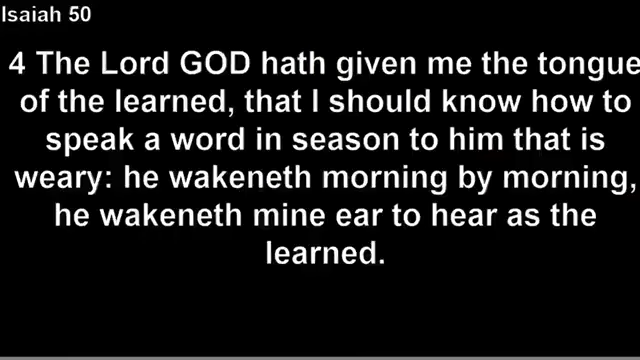 Isaiah 50
4 The Lord GOD hath given me the tongue
of the learned, that I should know how to
speak a word in season to him that is
weary: he wakeneth morning by morning,
he wakeneth mine ear to hear as the
learned.